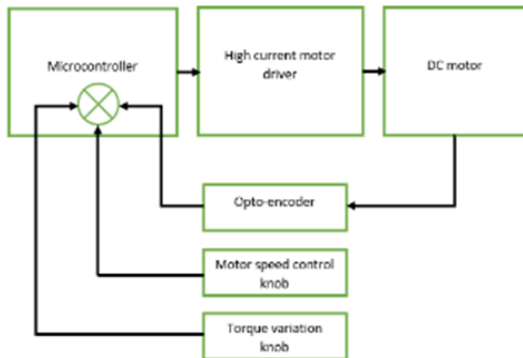 Microcontroller
High current motor
driver
DC motor
Opto-encoder
Motor speed control
knob
Torque variation
knob